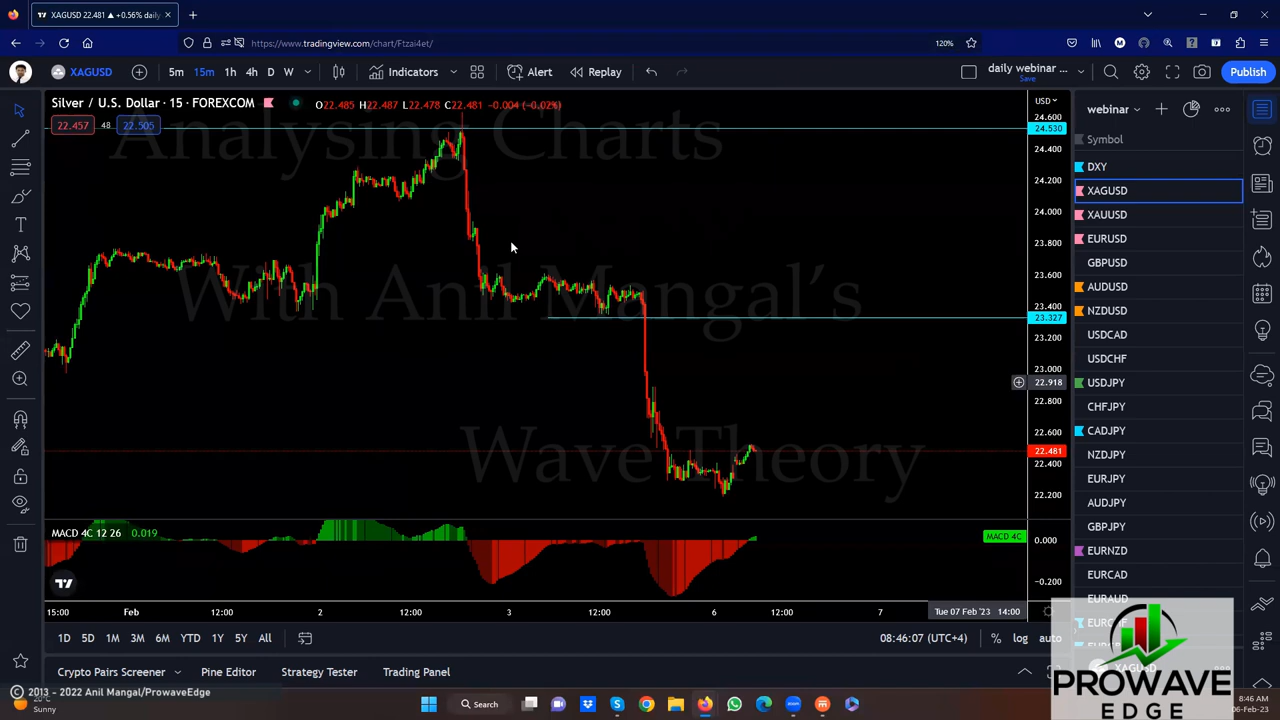 XAGUSD 22.481 ▲ +0.56% daily
https://www.tradingview.com/chart/Ftzai4et/
120%
XAGUSD
5m 15m 1h 4h D W
Indicators
Alert
Replay
daily webinar ...
Save
Publish
Silver / U.S. Dollar · 15 · FOREXCOM
O22.485 H22.487 L22.478 C22.481 −0.004 (−0.02%)
22.457 48 22.505
Analysing Charts
With Anil Mangal's
Wave Theory
USD
24.600
24.530
24.400
24.200
24.000
23.800
23.600
23.400
23.327
23.200
23.000
22.918
22.800
22.600
22.481
22.400
22.200
MACD 4C 12 26 0.019
MACD 4C
0.000
−0.200
15:00 Feb 12:00 2 12:00 3 12:00 6 12:00 7
Tue 07 Feb '23 14:00
1D 5D 1M 3M 6M YTD 1Y 5Y All
08:46:07 (UTC+4)
% log auto
Crypto Pairs Screener
Pine Editor
Strategy Tester
Trading Panel
webinar
Symbol
DXY
XAGUSD
XAUUSD
EURUSD
GBPUSD
AUDUSD
NZDUSD
USDCAD
USDCHF
USDJPY
CHFJPY
CADJPY
NZDJPY
EURJPY
AUDJPY
GBPJPY
EURNZD
EURCAD
EURAUD
XAGUSD
PROWAVE
EDGE
© 2013 - 2022 Anil Mangal/ProwaveEdge
Sunny
Search
8:46 AM
06-Feb-23